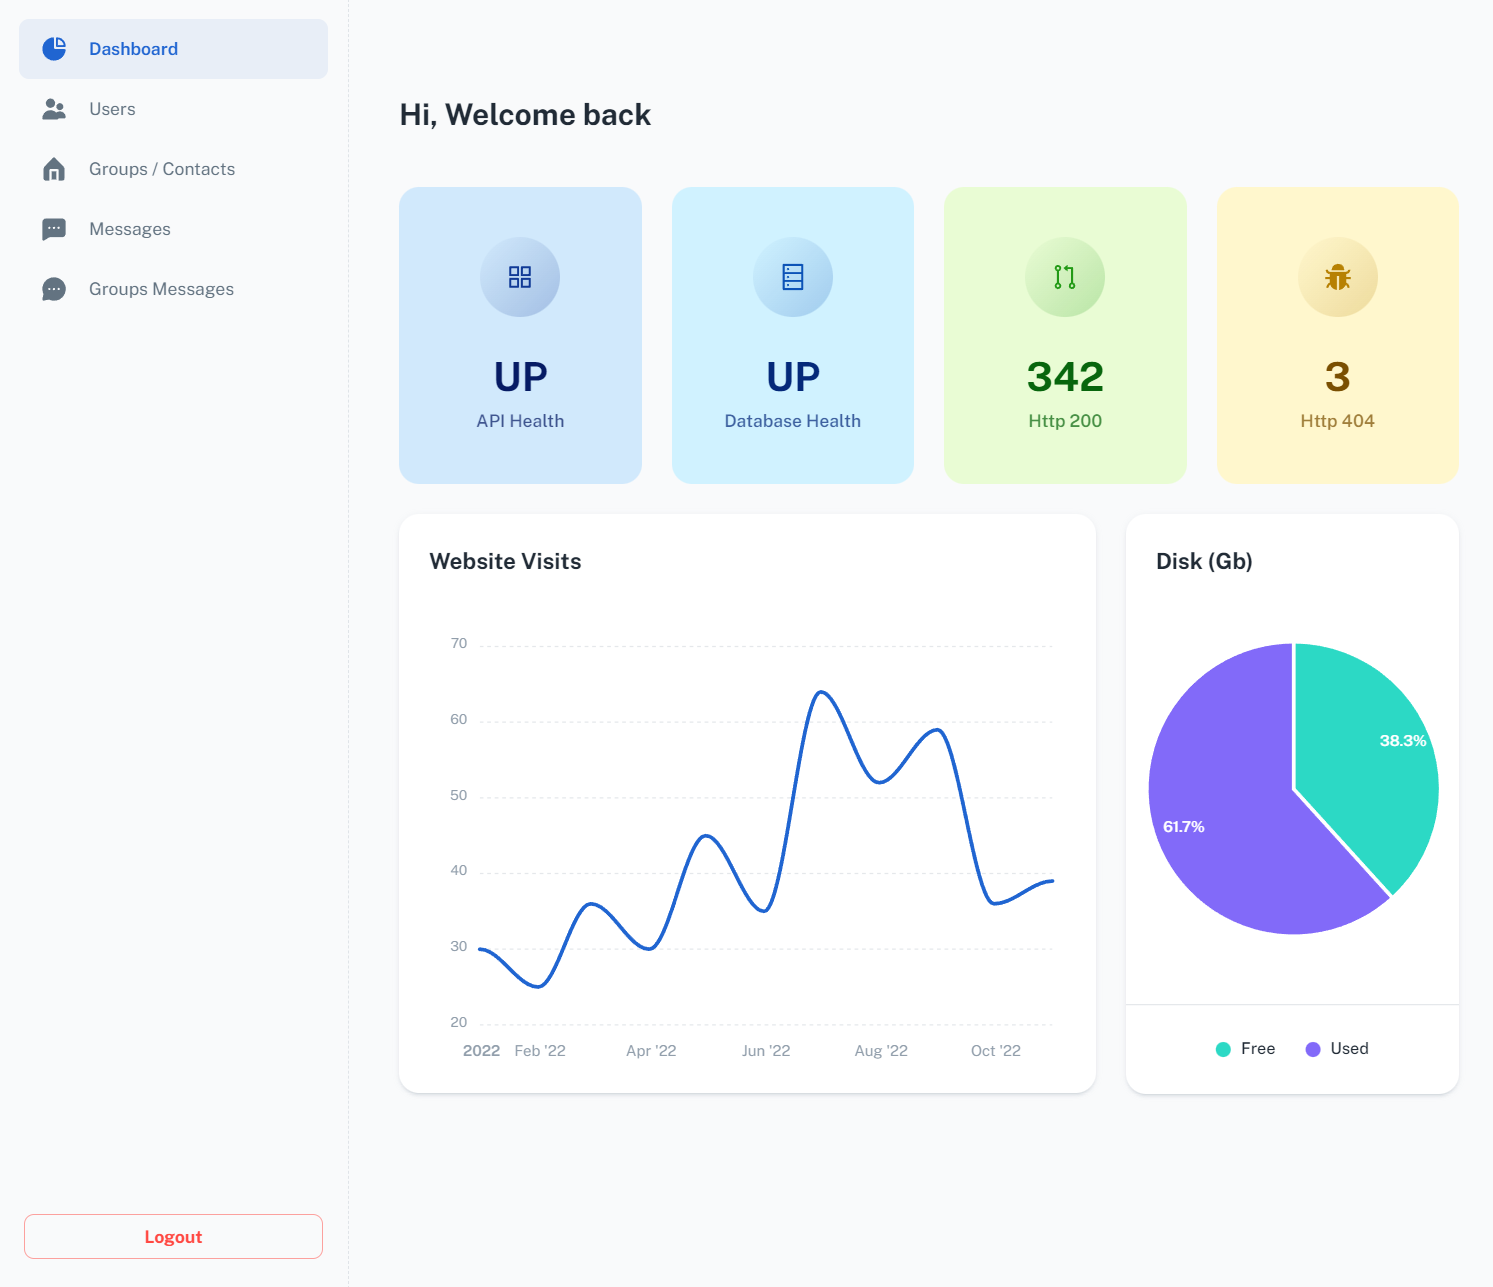 Dashboard
Users
Groups / Contacts
Messages
Groups Messages
Logout
Hi, Welcome back
UP
API Health
UP
Database Health
342
Http 200
3
Http 404
Website Visits
70
60
50
40
30
20
2022 Feb '22 Apr '22 Jun '22 Aug '22 Oct '22
Disk (Gb)
38.3%
61.7%
Free Used